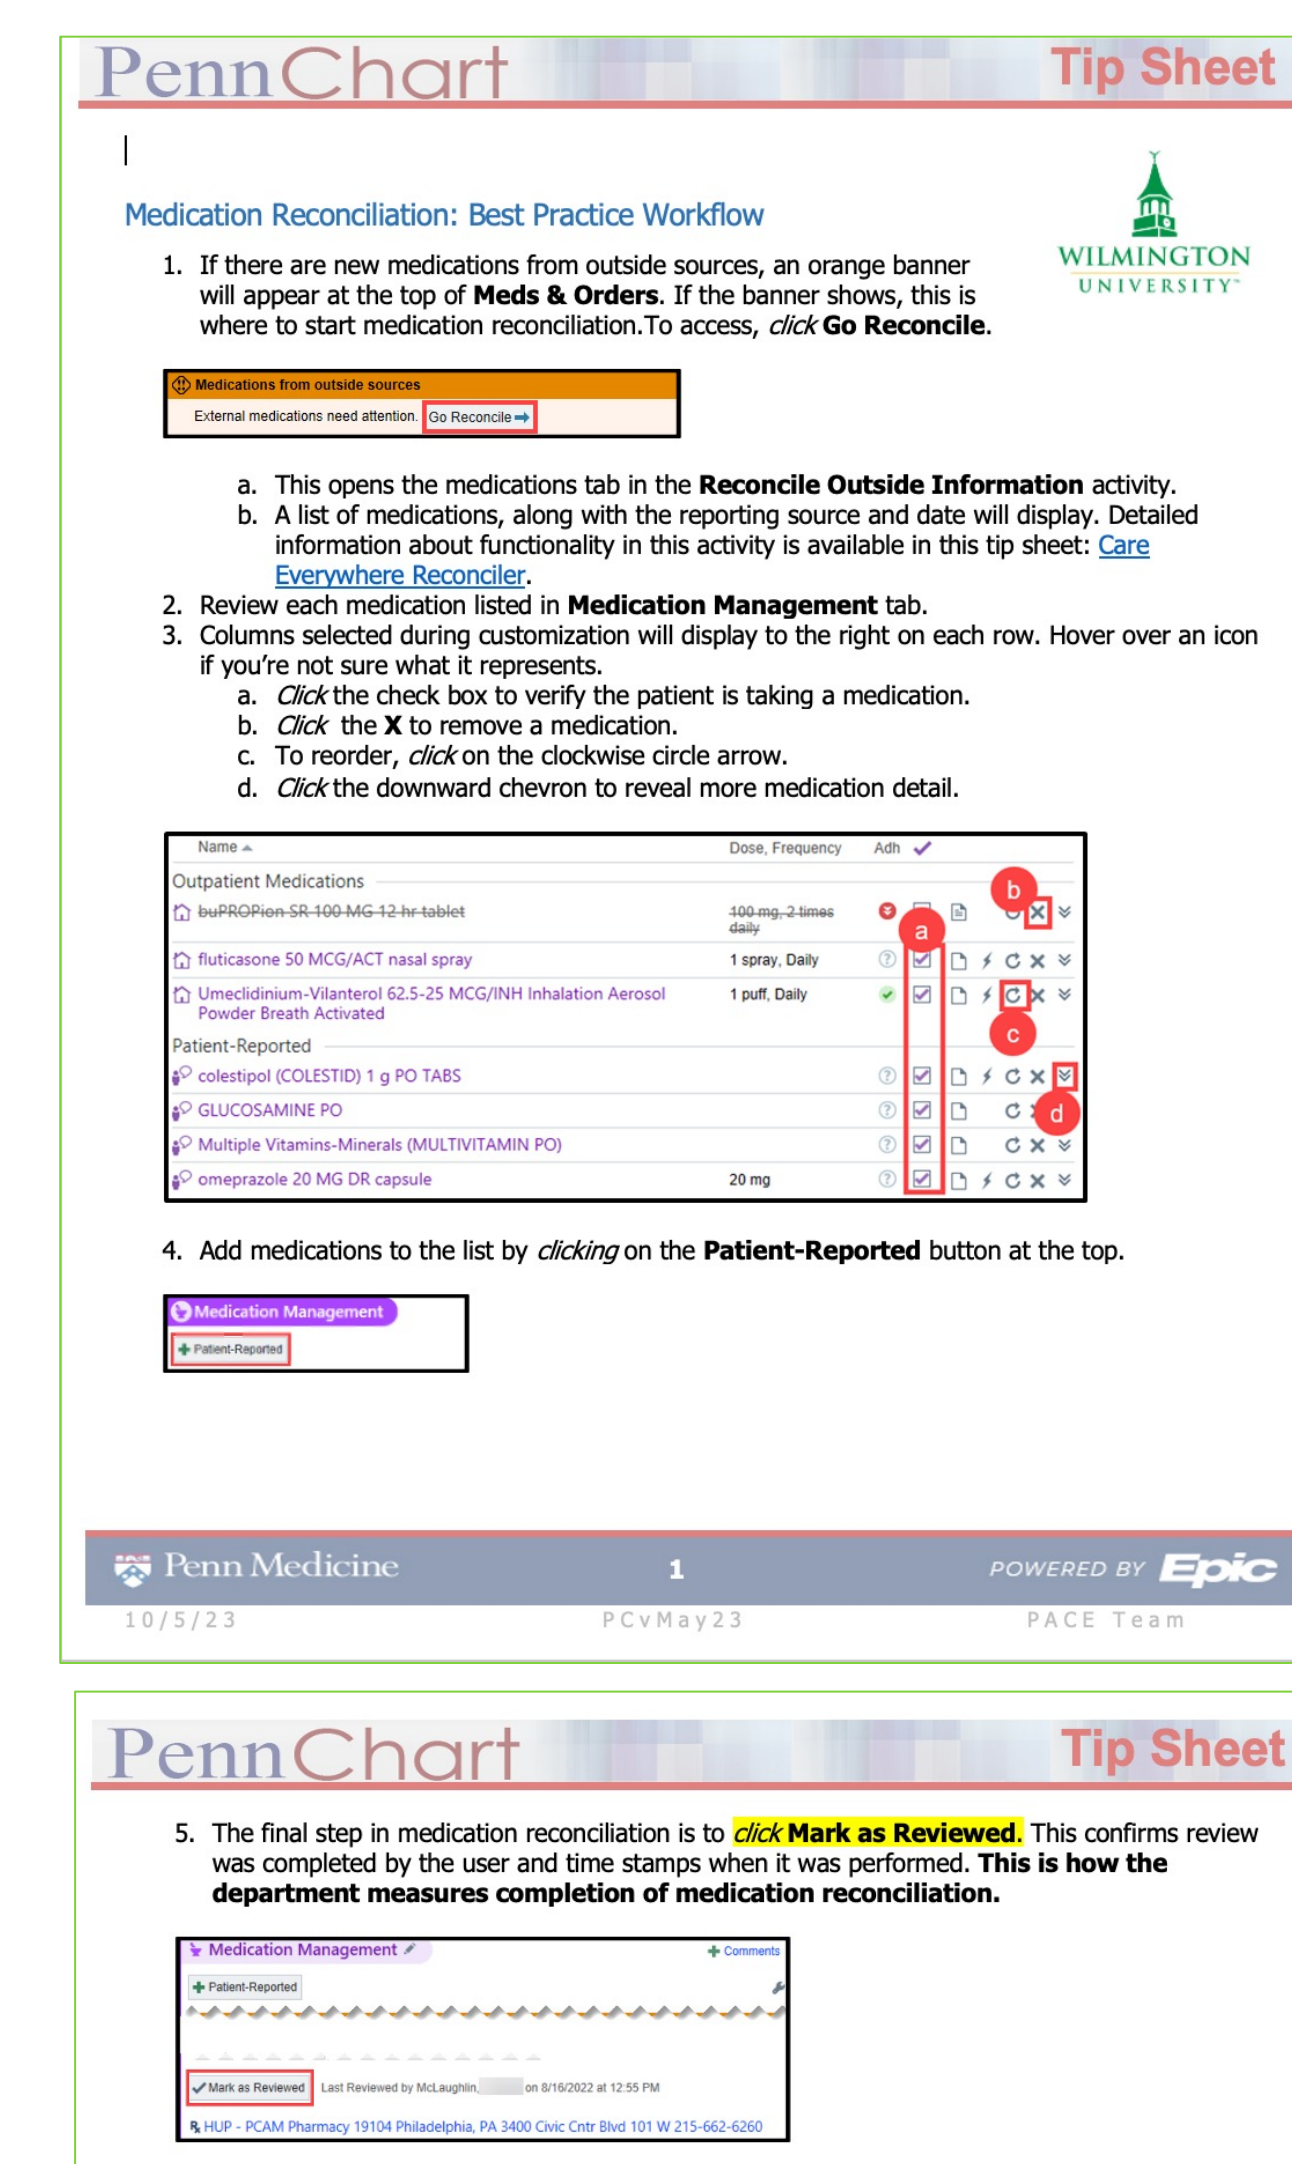 PennChart
Tip Sheet
WILMINGTON
UNIVERSITY
Medication Reconciliation: Best Practice Workflow
1. If there are new medications from outside sources, an orange banner
will appear at the top of Meds & Orders. If the banner shows, this is
where to start medication reconciliation.To access, click Go Reconcile.
Medications from outside sources
External medications need attention. Go Reconcile
a. This opens the medications tab in the Reconcile Outside Information activity.
b. A list of medications, along with the reporting source and date will display. Detailed
information about functionality in this activity is available in this tip sheet: Care
Everywhere Reconciler.
2. Review each medication listed in Medication Management tab.
3. Columns selected during customization will display to the right on each row. Hover over an icon
if you're not sure what it represents.
a. Click the check box to verify the patient is taking a medication.
b. Click the X to remove a medication.
c. To reorder, click on the clockwise circle arrow.
d. Click the downward chevron to reveal more medication detail.
Name Dose, Frequency Adh
Outpatient Medications
b
buPROPion SR 100 MG 12 hr tablet 100 mg, 2 times
daily
a
fluticasone 50 MCG/ACT nasal spray 1 spray, Daily
Umeclidinium-Vilanterol 62.5-25 MCG/INH Inhalation Aerosol 1 puff, Daily
Powder Breath Activated
c
Patient-Reported
colestipol (COLESTID) 1 g PO TABS
GLUCOSAMINE PO
d
Multiple Vitamins-Minerals (MULTIVITAMIN PO)
omeprazole 20 MG DR capsule 20 mg
4. Add medications to the list by clicking on the Patient-Reported button at the top.
Medication Management
Patient-Reported
Penn Medicine 1 POWERED BY Epic
10/5/23 PCvMay23 PACE Team
PennChart
Tip Sheet
5. The final step in medication reconciliation is to click Mark as Reviewed. This confirms review
was completed by the user and time stamps when it was performed. This is how the
department measures completion of medication reconciliation.
Medication Management + Comments
Patient-Reported
Mark as Reviewed Last Reviewed by McLaughlin, on 8/16/2022 at 12:55 PM
HUP - PCAM Pharmacy 19104 Philadelphia, PA 3400 Civic Cntr Blvd 101 W 215-662-6260